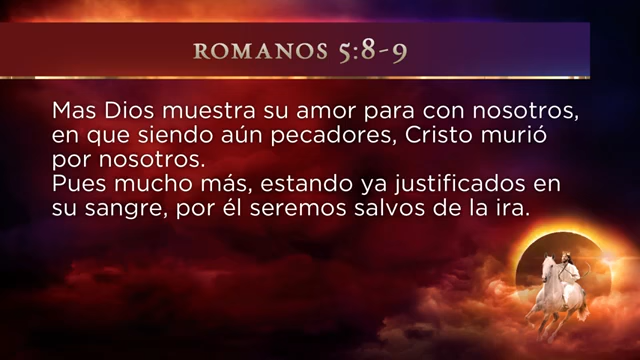 ROMANOS 5:8-9
Mas Dios muestra su amor para con nosotros,
en que siendo aún pecadores, Cristo murió
por nosotros.
Pues mucho más, estando ya justificados en
su sangre, por él seremos salvos de la ira.